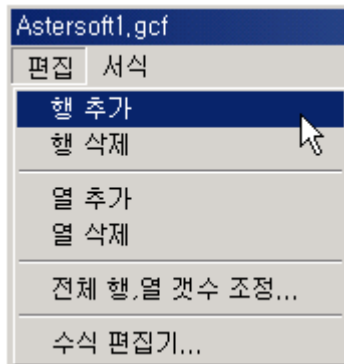 Astersoft1.gcf
편집 서식
행 추가
행 삭제
열 추가
열 삭제
전체 행,열 갯수 조정...
수식 편집기...